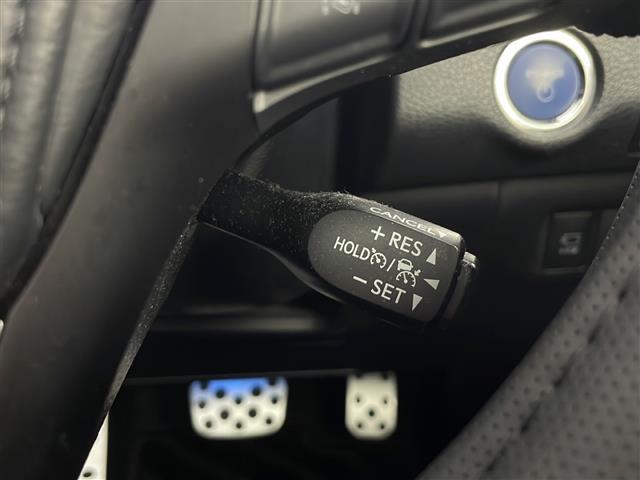 CANCEL
+ RES
HOLD /
– SET